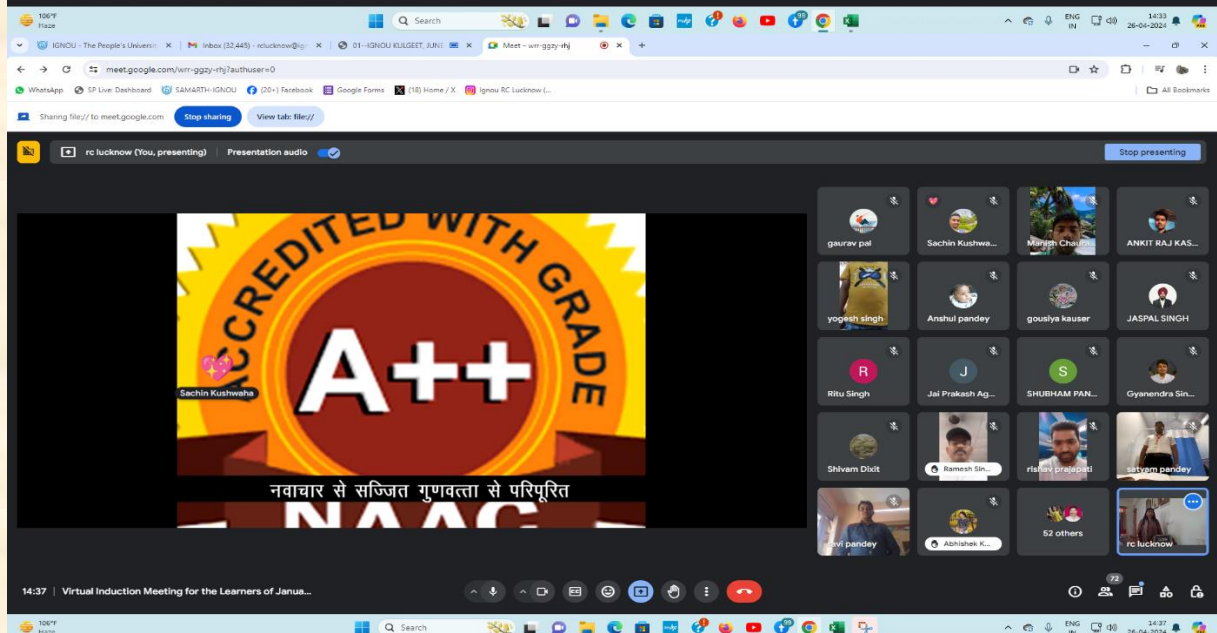 106°F
Haze
Search
ENG
IN
14:33
26-04-2024
IGNOU - The People's Universit
Inbox (32,445) - rclucknow@ig
01--IGNOU KULGEET, JUN
Meet – wrr-ggzy-rhj
meet.google.com/wrr-ggzy-rhj?authuser=0
WhatsApp
SP Live: Dashboard
SAMARTH-IGNOU
(20+) Facebook
Google Forms
(18) Home / X
Ignou RC Lucknow (...
All Bookmarks
Sharing file:// to meet.google.com
Stop sharing
View tab: file://
rc lucknow (You, presenting)
Presentation audio
Stop presenting
ACCREDITED WITH GRADE
A++
Sachin Kushwaha
नवाचार से सज्जित गुणवत्ता से परिपूरित
NAAC
gaurav pal
Sachin Kushwa...
Manish Chaura...
ANKIT RAJ KAS...
yogesh singh
Anshul pandey
gousiya kauser
JASPAL SINGH
R
Ritu Singh
J
Jai Prakash Ag...
S
SHUBHAM PAN...
Gyanendra Sin...
Shivam Dixit
Ramesh Sin...
rishav prajapati
satyam pandey
ravi pandey
Abhishek K...
52 others
rc lucknow
14:37 | Virtual Induction Meeting for the Learners of Janua...
72
106°F
Haze
Search
ENG
IN
14:37
26-04-2024